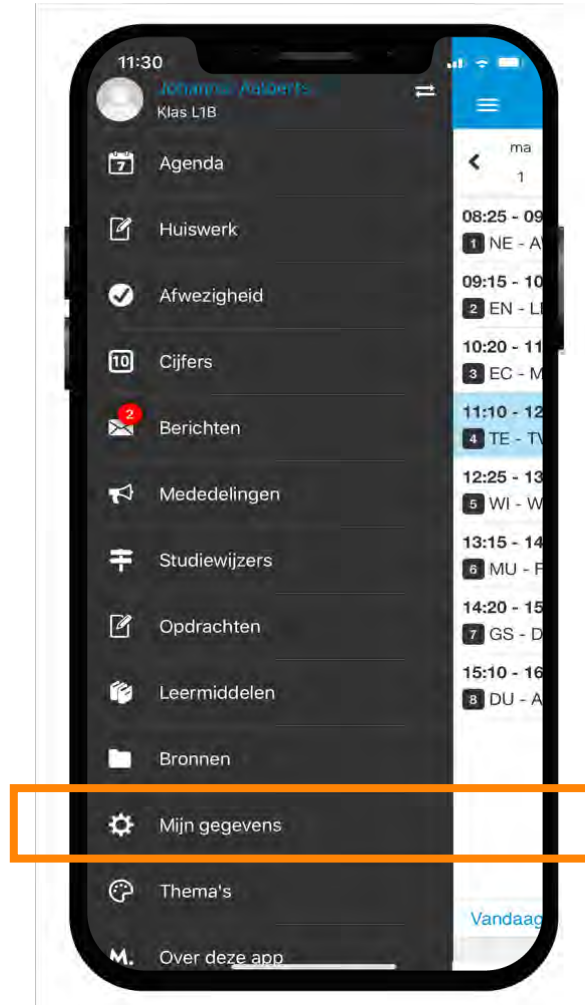 11:30
Klas L1B
7
Agenda
Huiswerk
Afwezigheid
10
Cijfers
2
Berichten
Mededelingen
Studiewijzers
Opdrachten
Leermiddelen
Bronnen
Mijn gegevens
Thema's
M.
Over deze app
ma
1
08:25 - 09
1 NE - A
09:15 - 10
2 EN - L
10:20 - 11
3 EC - M
11:10 - 12
4 TE - T
12:25 - 13
5 WI - W
13:15 - 14
6 MU - F
14:20 - 15
7 GS - D
15:10 - 16
8 DU - A
Vandaag